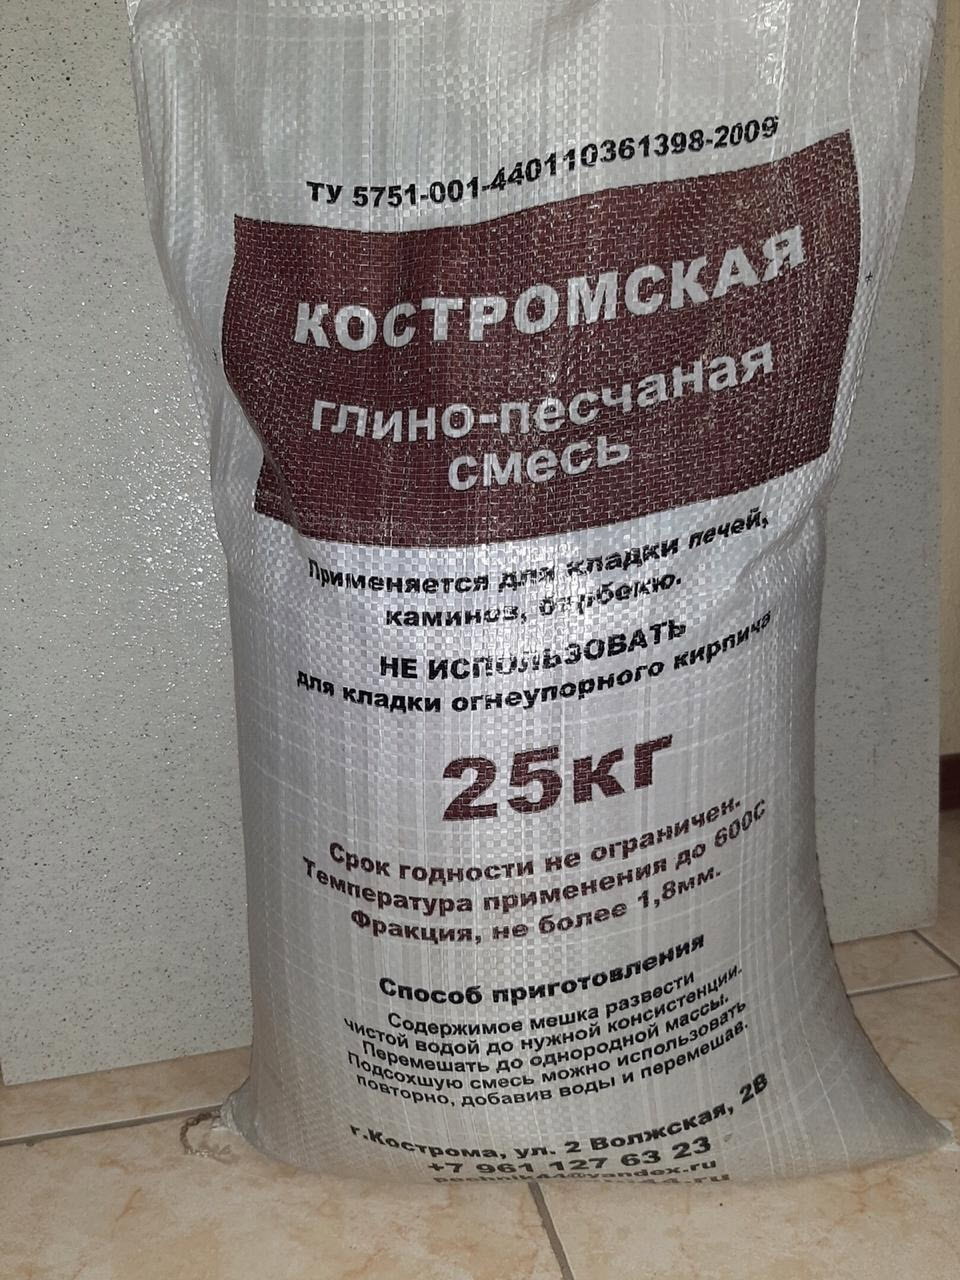 ТУ 5751-001-440110361398-2009
КОСТРОМСКАЯ
глино-песчаная
смесь
Применяется для кладки печей,
каминов, барбекю.
НЕ ИСПОЛЬЗОВАТЬ
для кладки огнеупорного кирпича
25кг
Срок годности не ограничен.
Температура применения до 600С
Фракция, не более 1,8мм.
Способ приготовления
Содержимое мешка развести
чистой водой до нужной консистенции.
Перемешать до однородной массы.
Подсохшую смесь можно использовать
повторно, добавив воды и перемешав.
г.Кострома, ул. 2 Волжская, 2В
+7 961 127 63 23
pechnik44@yandex.ru